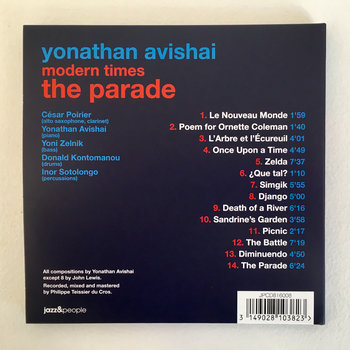 yonathan avishai
modern times
the parade
César Poirier
(alto saxophone, clarinet)
Yonathan Avishai
(piano)
Yoni Zelnik
(bass)
Donald Kontomanou
(drums)
Inor Sotolongo
(percussions)
1. Le Nouveau Monde 1'59
2. Poem for Ornette Coleman 1'40
3. L'Arbre et l'Écureuil 4'01
4. Once Upon a Time 4'49
5. Zelda 7'37
6. ¿Que tal? 1'10
7. Simgik 5'55
8. Django 5'00
9. Death of a River 6'16
10. Sandrine's Garden 3'58
11. Picnic 2'17
12. The Battle 7'19
13. Diminuendo 4'50
14. The Parade 6'24
All compositions by Yonathan Avishai
except 8 by John Lewis.
Recorded, mixed and mastered
by Philippe Teissier du Cros.
jazz&people
JPCD816003
3 149028 103823 >